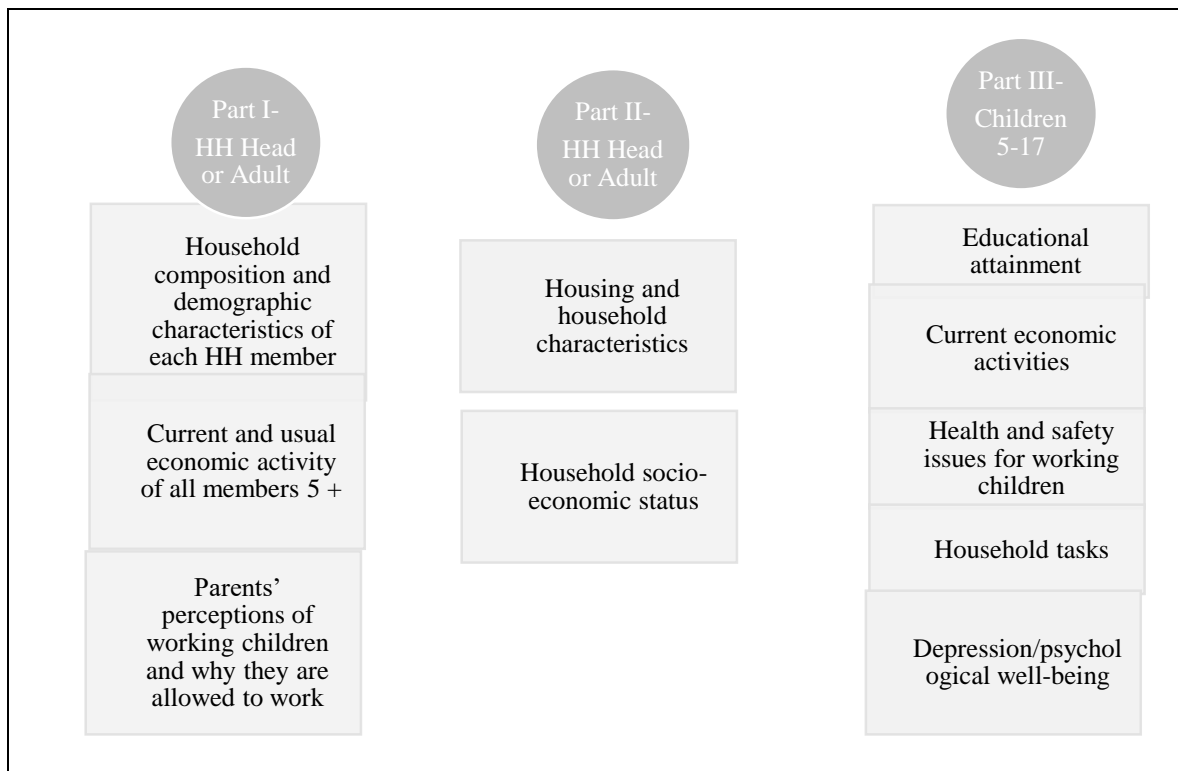 Part I-
HH Head
or Adult
Household
composition and
demographic
characteristics of
each HH member
Current and usual
economic activity
of all members 5 +
Parents’
perceptions of
working children
and why they are
allowed to work
Part II-
HH Head
or Adult
Housing and
household
characteristics
Household socio-
economic status
Part III-
Children
5-17
Educational
attainment
Current economic
activities
Health and safety
issues for working
children
Household tasks
Depression/psychol
ogical well-being